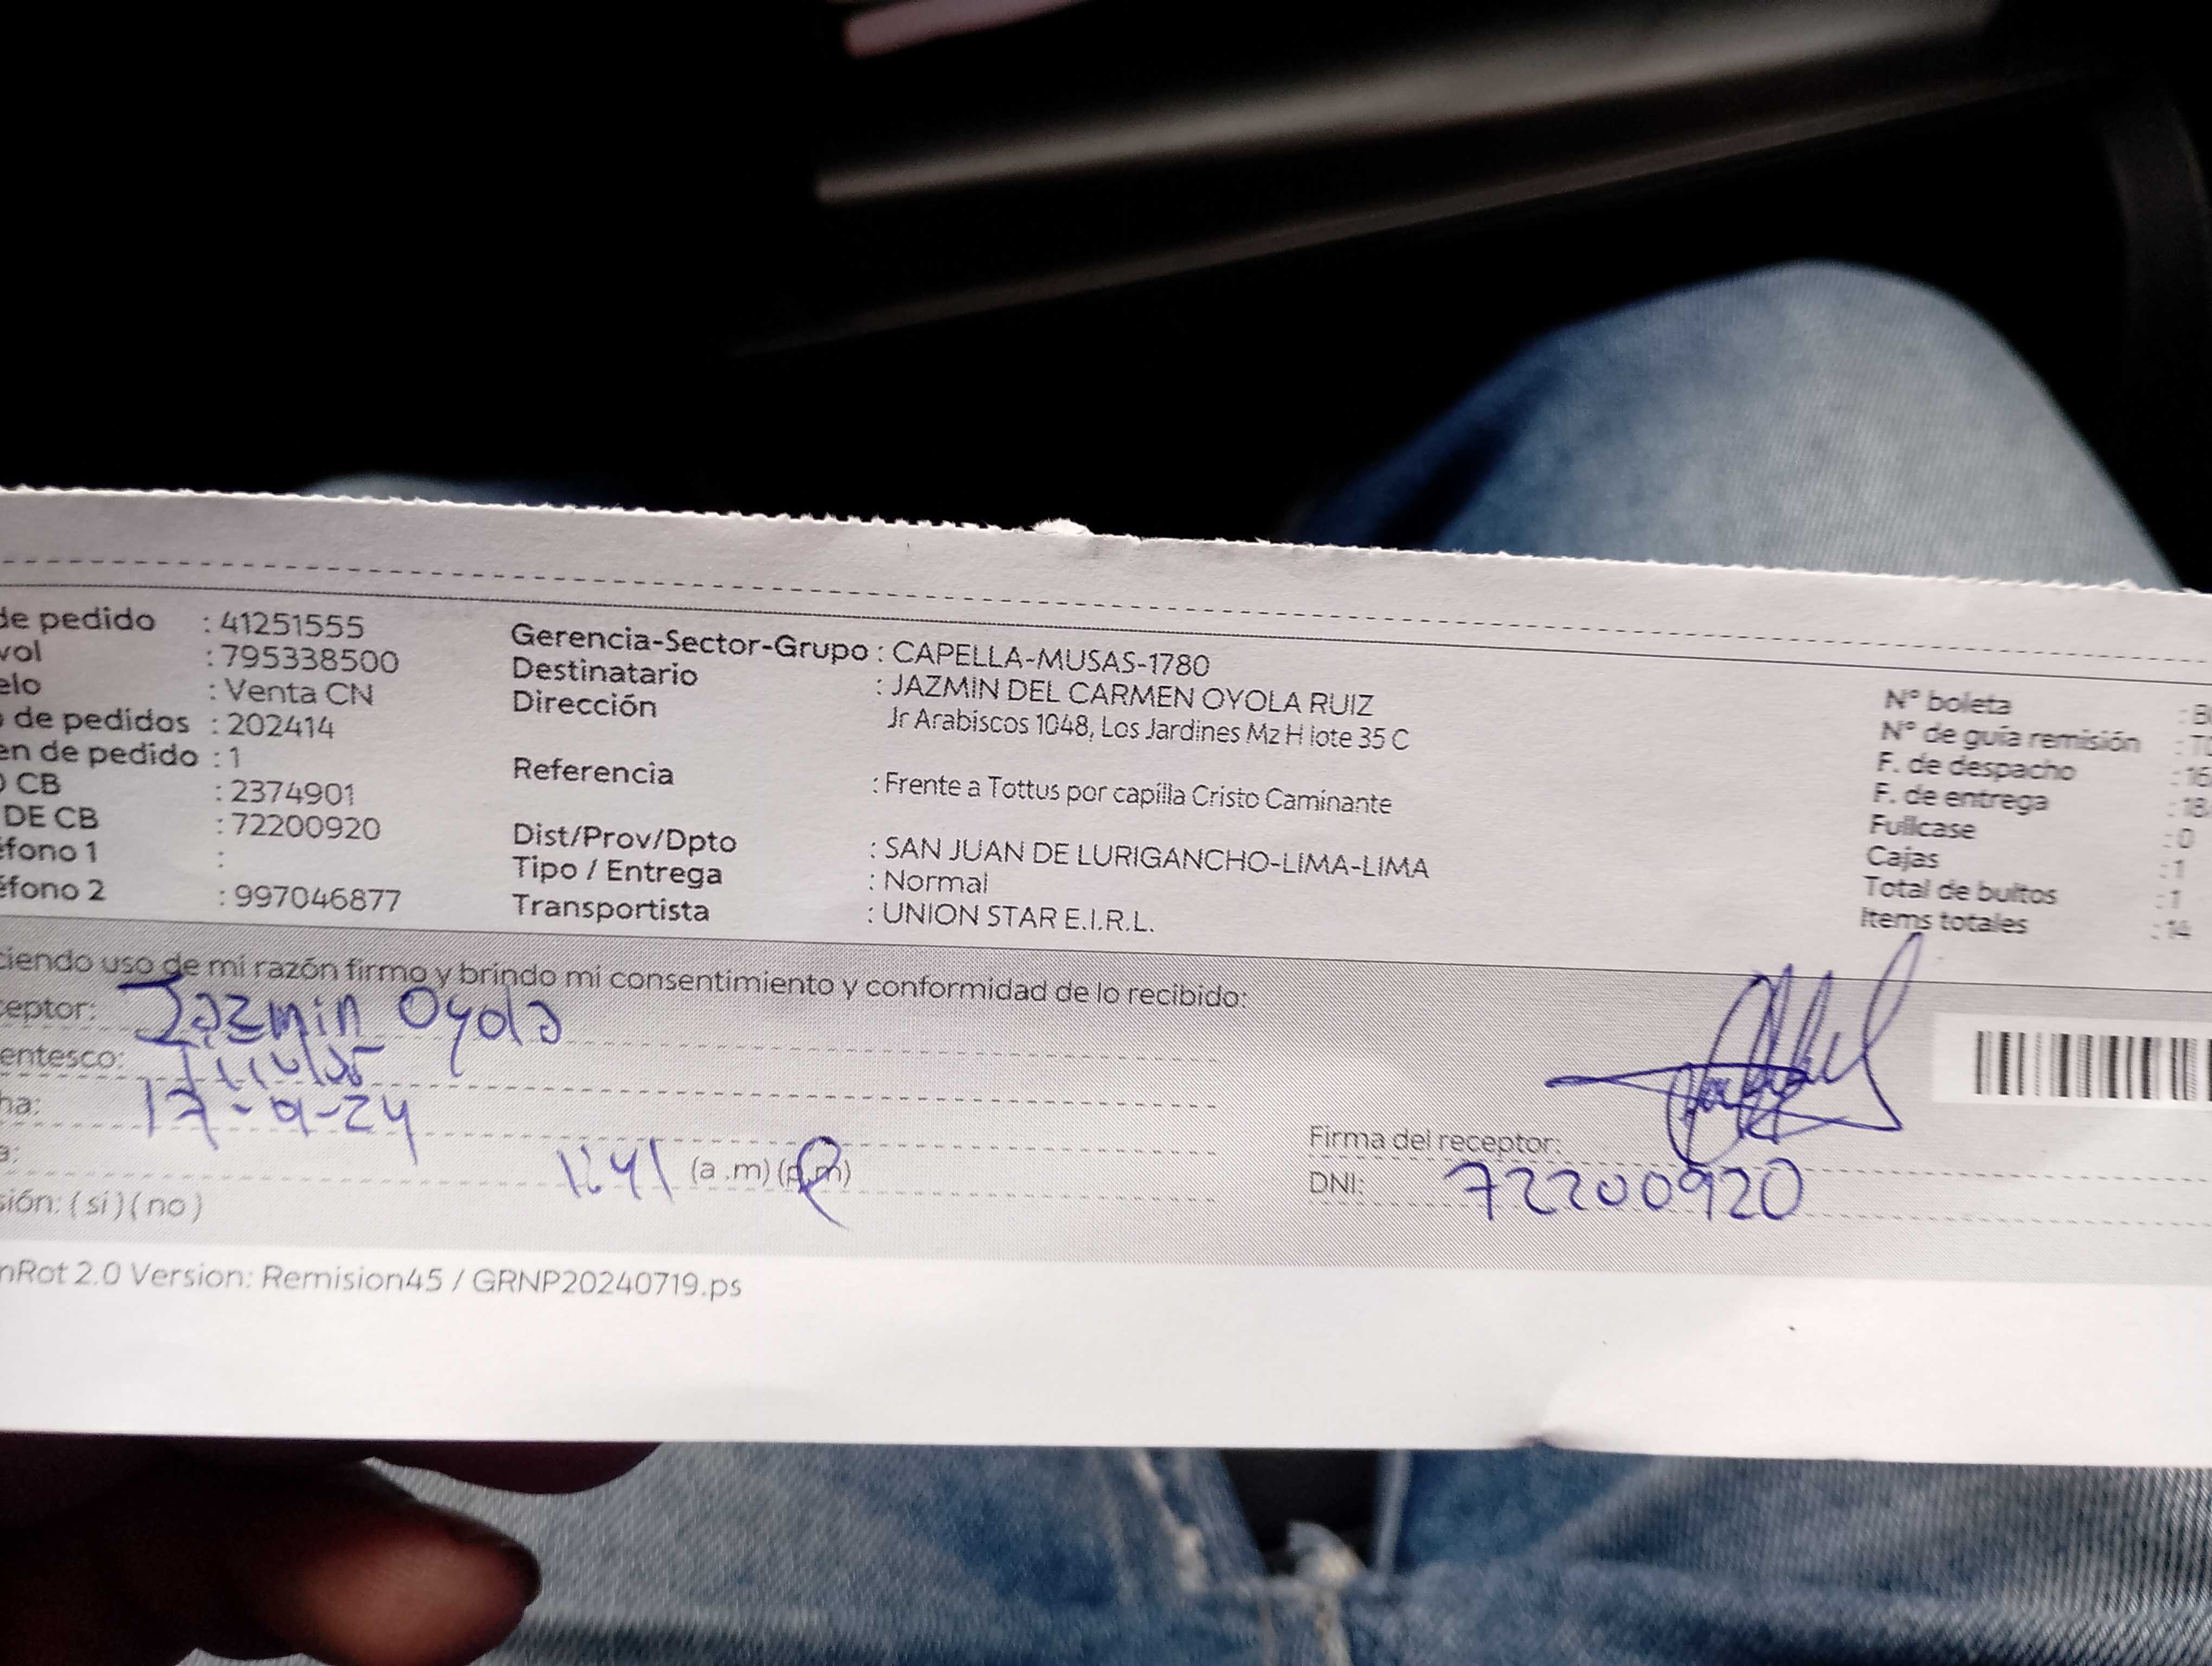 de pedido : 41251555
vol : 795338500
elo : Venta CN
de pedidos : 202414
en de pedido : 1
CB : 2374901
DE CB : 72200920
éfono 1 :
éfono 2 : 997046877
Gerencia-Sector-Grupo : CAPELLA-MUSAS-1780
Destinatario : JAZMIN DEL CARMEN OYOLA RUIZ
Dirección Jr Arabiscos 1048, Los Jardines Mz H lote 35 C
Referencia : Frente a Tottus por capilla Cristo Caminante
Dist/Prov/Dpto : SAN JUAN DE LURIGANCHO-LIMA-LIMA
Tipo / Entrega : Normal
Transportista : UNION STAR E.I.R.L.
N° boleta : B
N° de guía remisión : T0
F. de despacho : 16
F. de entrega : 18
Fullcase : 0
Cajas : 1
Total de bultos : 1
Items totales : 14
ciendo uso de mi razón firmo y brindo mi consentimiento y conformidad de lo recibido:
ceptor: Jazmin Oyola
entesco:
ha: 17-9-24
a: 1:41 (a.m) (p.m)
sión: (si) (no)
Firma del receptor:
DNI: 72200920
nRot 2.0 Version: Remision45 / GRNP20240719.ps